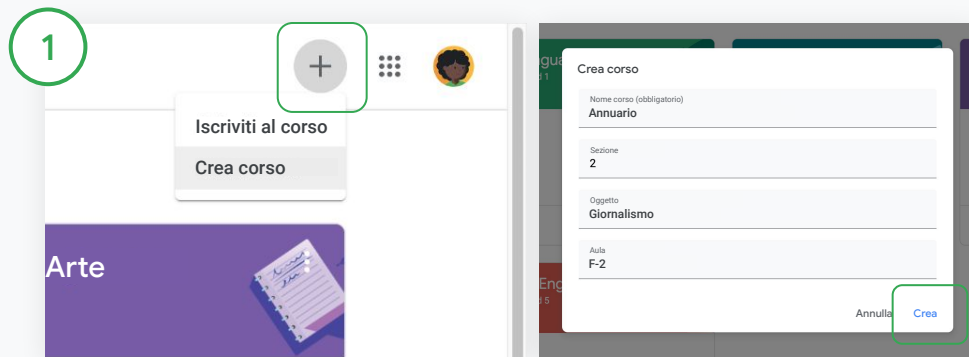 1
Iscriviti al corso
Crea corso
Arte
Crea corso
Nome corso (obbligatorio)
Annuario
Sezione
2
Oggetto
Giornalismo
Aula
F-2
Annulla
Crea